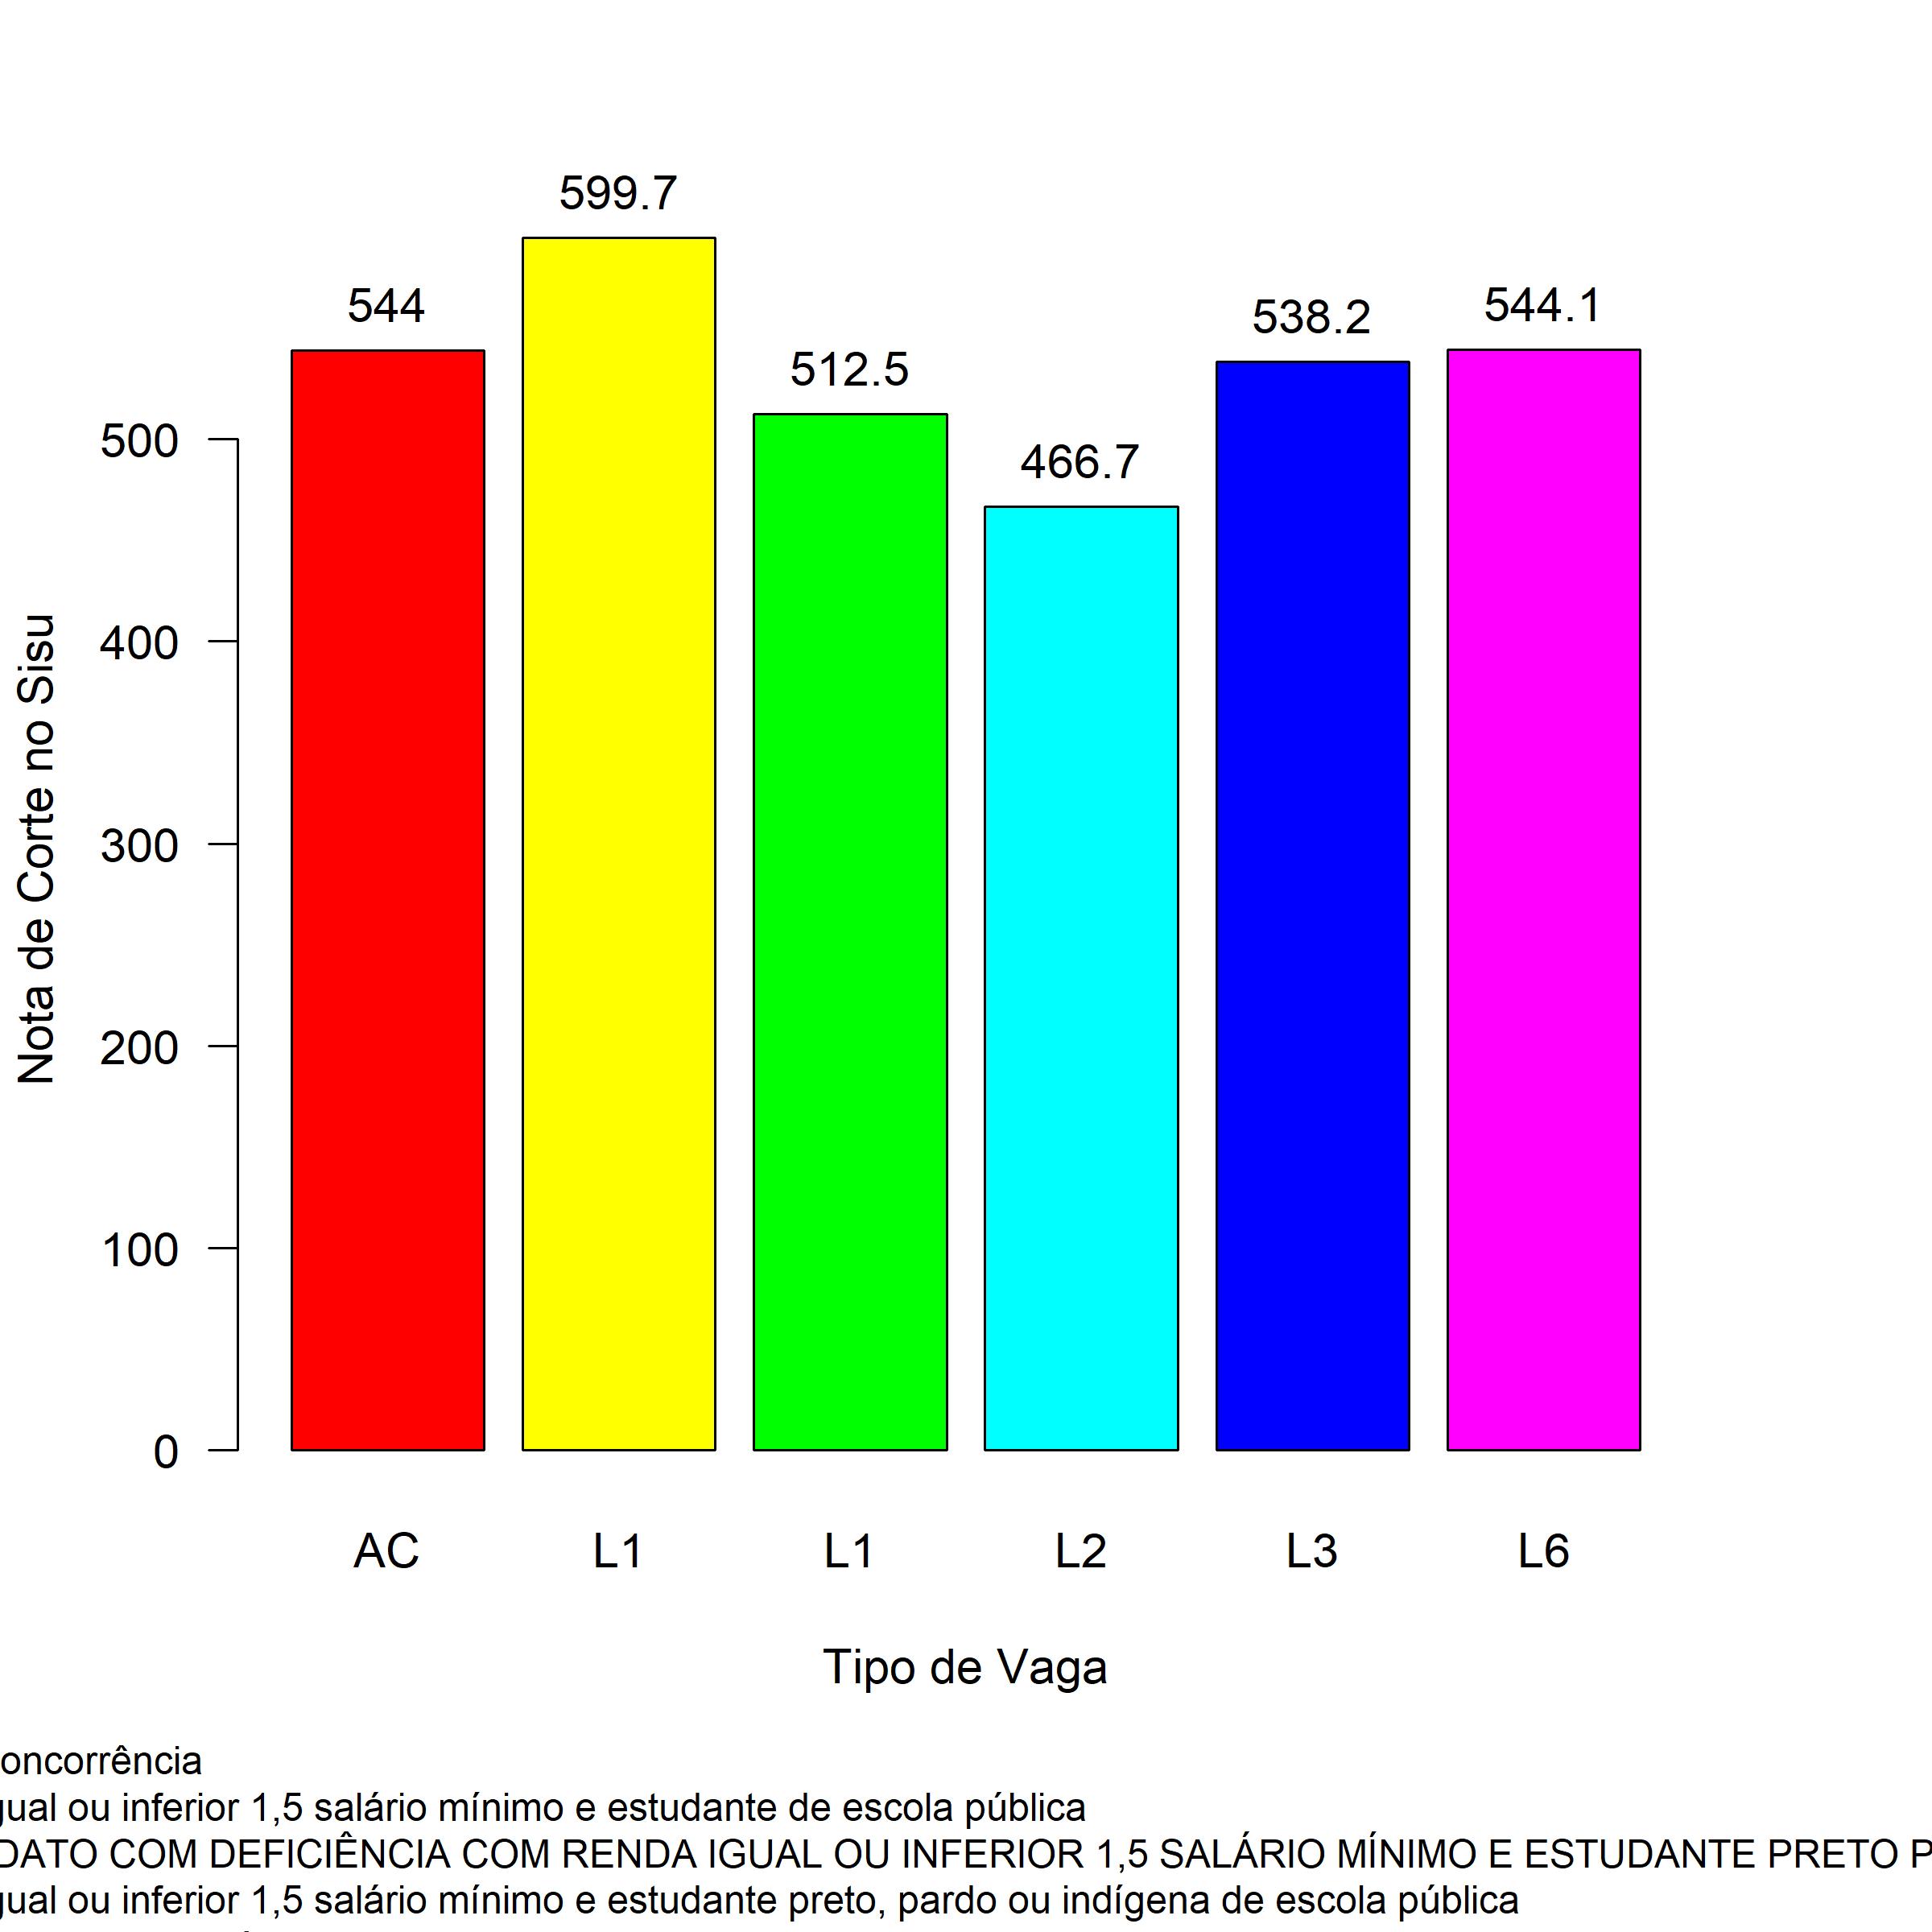 599.7
544
544.1
538.2
512.5
466.7
500
400
300
200
100
0
Nota de Corte no Sisu
AC L1 L1 L2 L3 L6
Tipo de Vaga
oncorrência
gual ou inferior 1,5 salário mínimo e estudante de escola pública
DATO COM DEFICIÊNCIA COM RENDA IGUAL OU INFERIOR 1,5 SALÁRIO MÍNIMO E ESTUDANTE PRETO P
gual ou inferior 1,5 salário mínimo e estudante preto, pardo ou indígena de escola pública